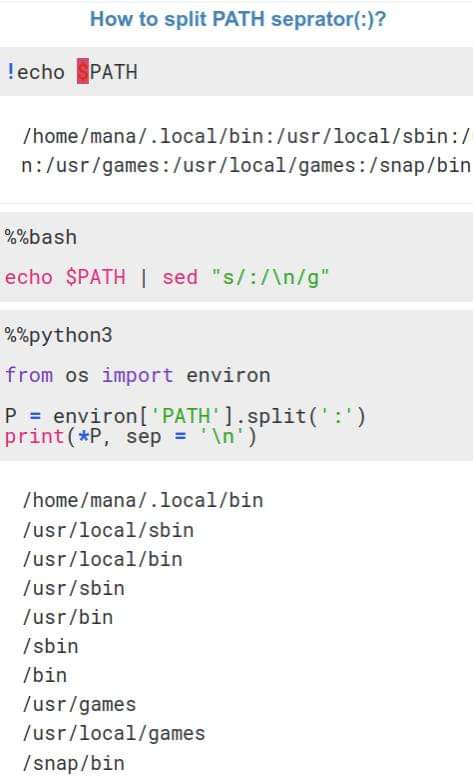 How to split PATH seprator(:)?
!echo $PATH
/home/mana/.local/bin:/usr/local/sbin:/
n:/usr/games:/usr/local/games:/snap/bin
%%bash
echo $PATH | sed "s/:/\n/g"
%%python3
from os import environ
P = environ['PATH'].split(':')
print(*P, sep = '\n')
/home/mana/.local/bin
/usr/local/sbin
/usr/local/bin
/usr/sbin
/usr/bin
/sbin
/bin
/usr/games
/usr/local/games
/snap/bin